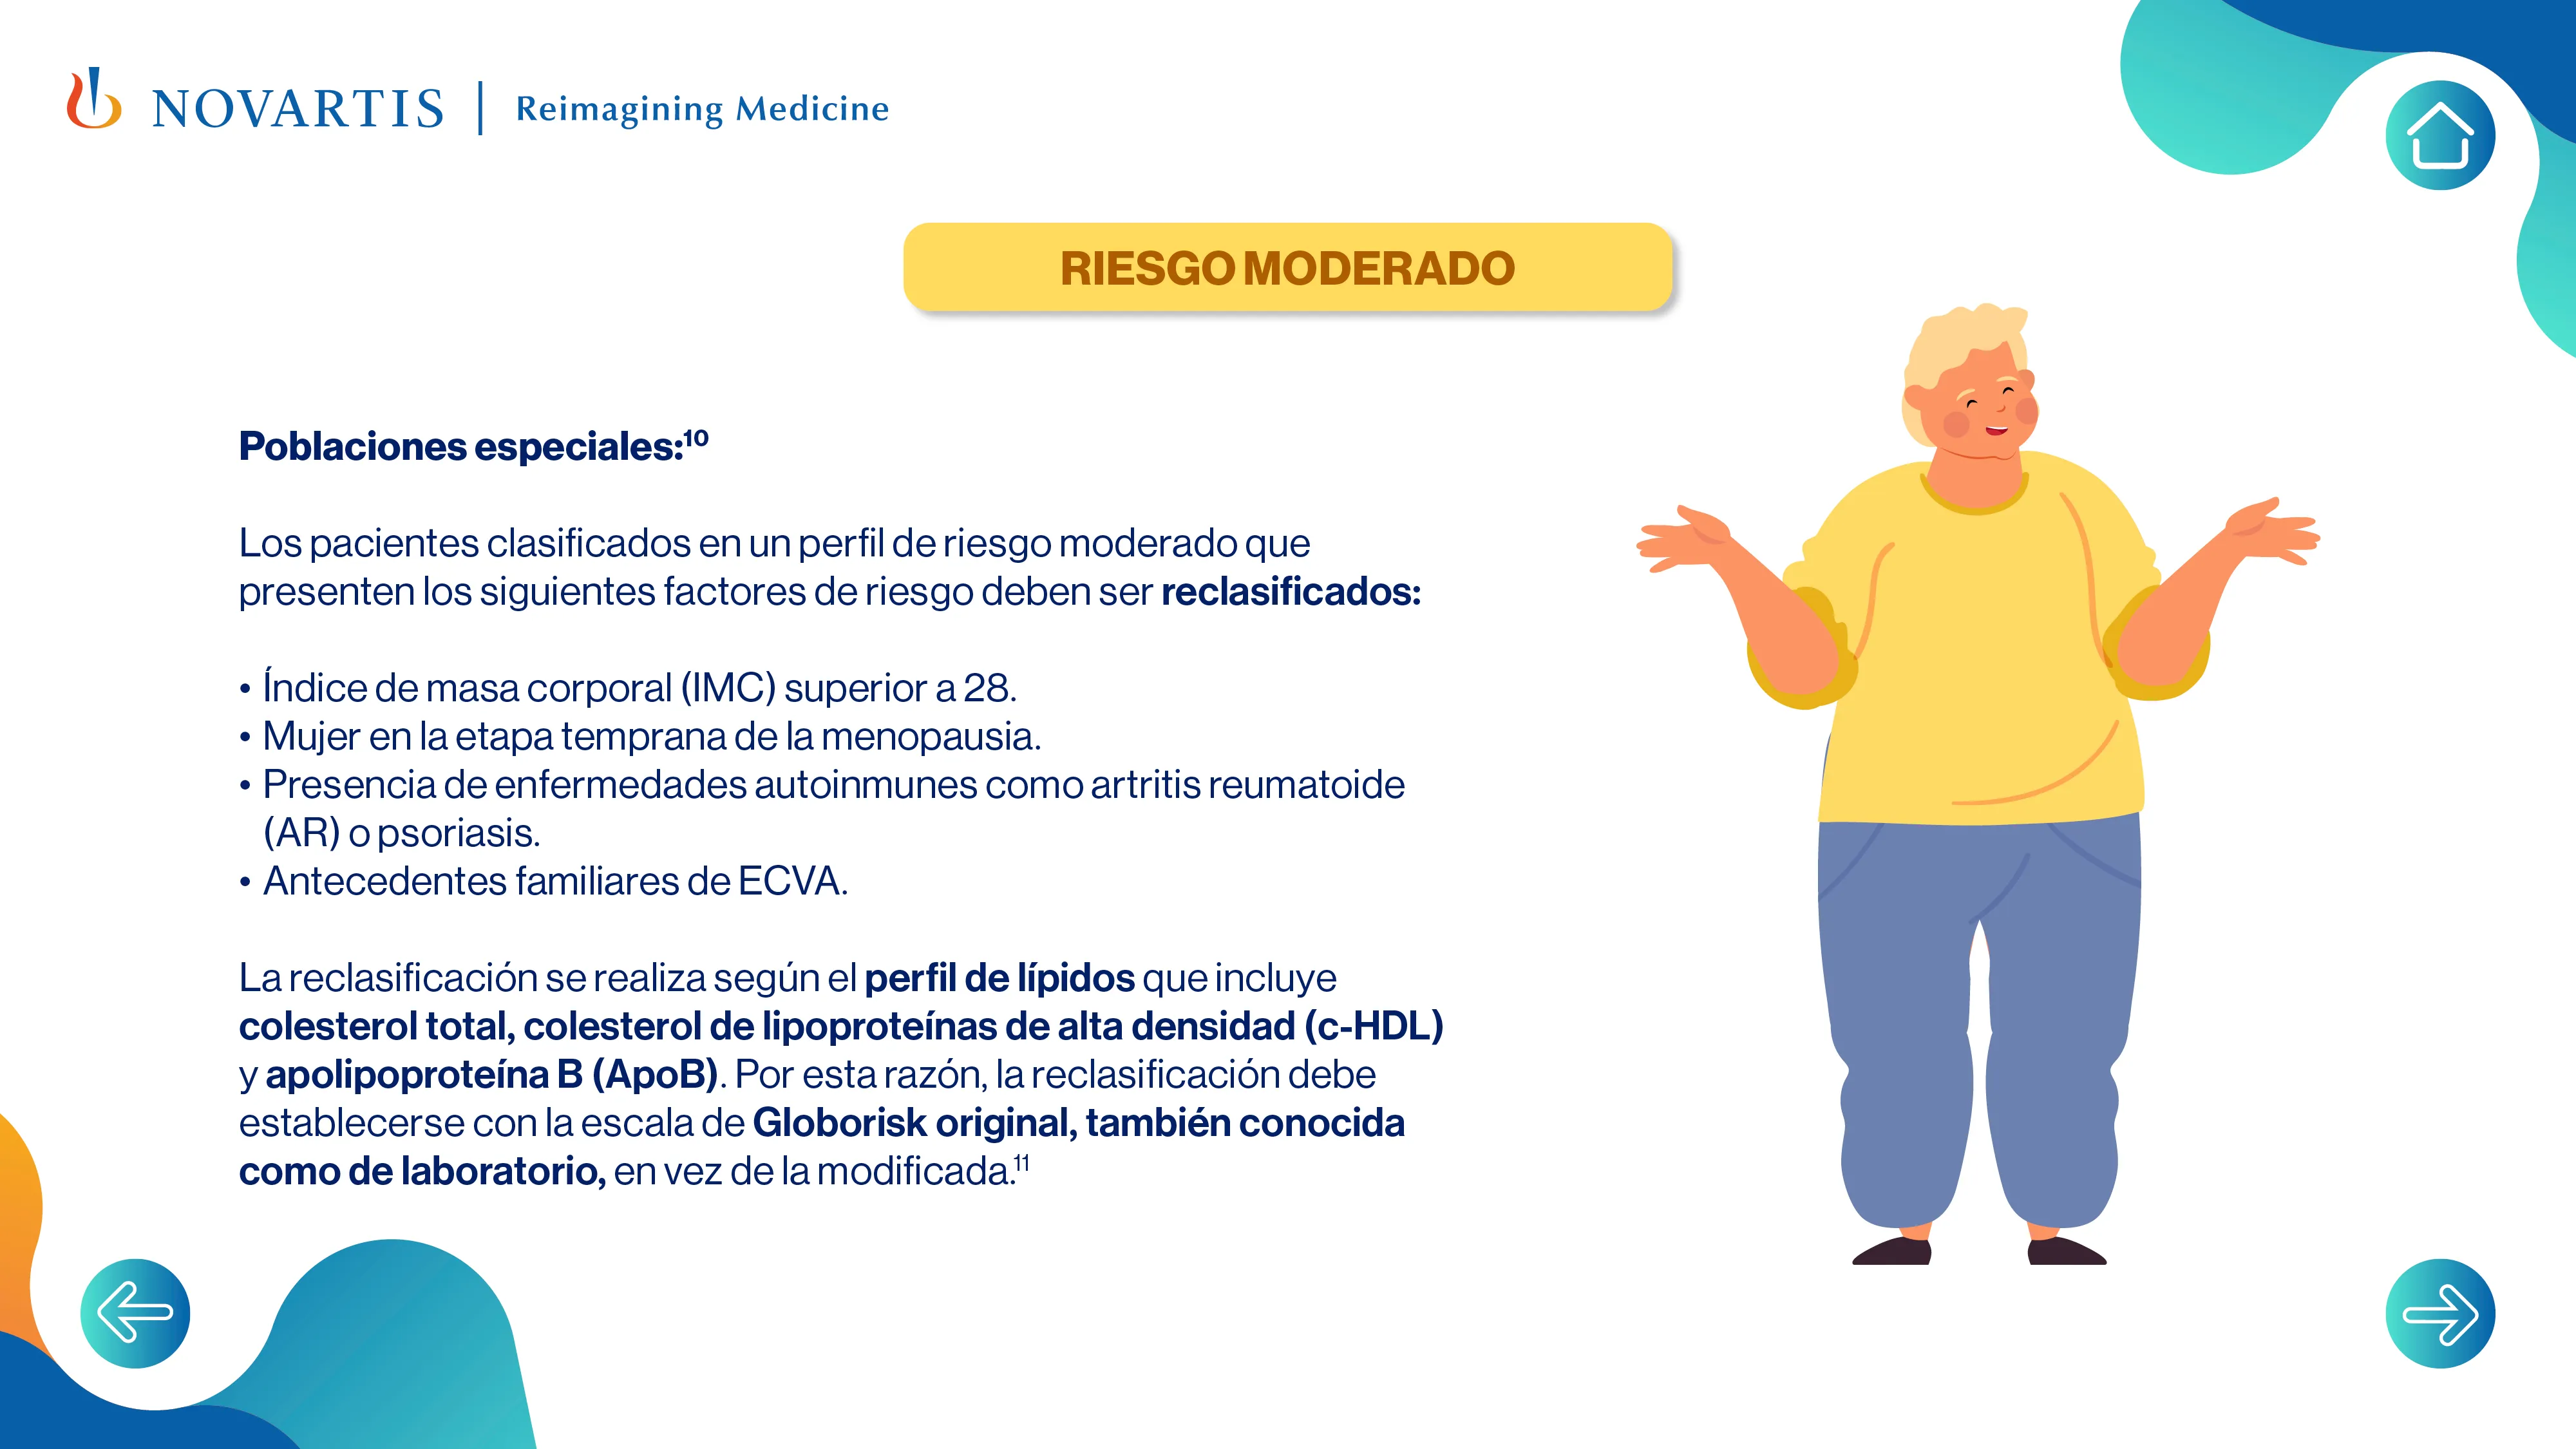 NOVARTIS | Reimagining Medicine
RIESGO MODERADO
Poblaciones especiales:¹⁰
Los pacientes clasificados en un perfil de riesgo moderado que
presenten los siguientes factores de riesgo deben ser reclasificados:
• Índice de masa corporal (IMC) superior a 28.
• Mujer en la etapa temprana de la menopausia.
• Presencia de enfermedades autoinmunes como artritis reumatoide
(AR) o psoriasis.
• Antecedentes familiares de ECVA.
La reclasificación se realiza según el perfil de lípidos que incluye
colesterol total, colesterol de lipoproteínas de alta densidad (c-HDL)
y apolipoproteína B (ApoB). Por esta razón, la reclasificación debe
establecerse con la escala de Globorisk original, también conocida
como de laboratorio, en vez de la modificada.¹¹